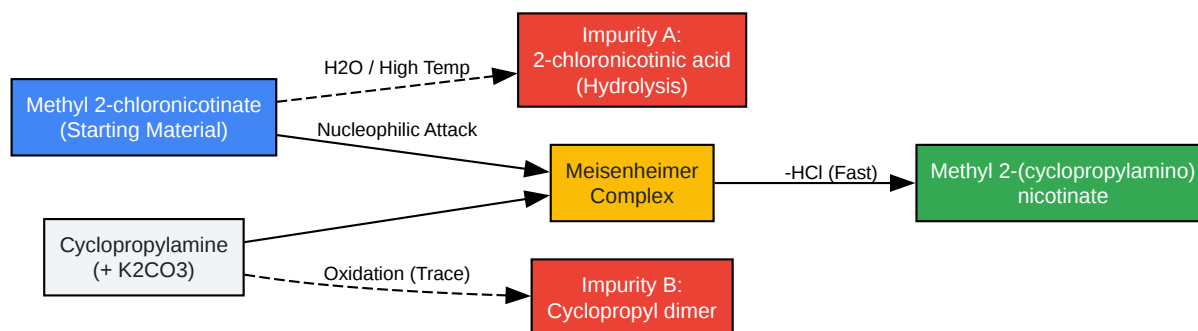 Impurity A:
2-chloronicotinic acid
(Hydrolysis)
H2O / High Temp
Methyl 2-chloronicotinate
(Starting Material)
Nucleophilic Attack
Meisenheimer
Complex
-HCl (Fast)
Methyl 2-(cyclopropylamino)
nicotinate
Cyclopropylamine
(+ K2CO3)
Oxidation (Trace)
Impurity B:
Cyclopropyl dimer